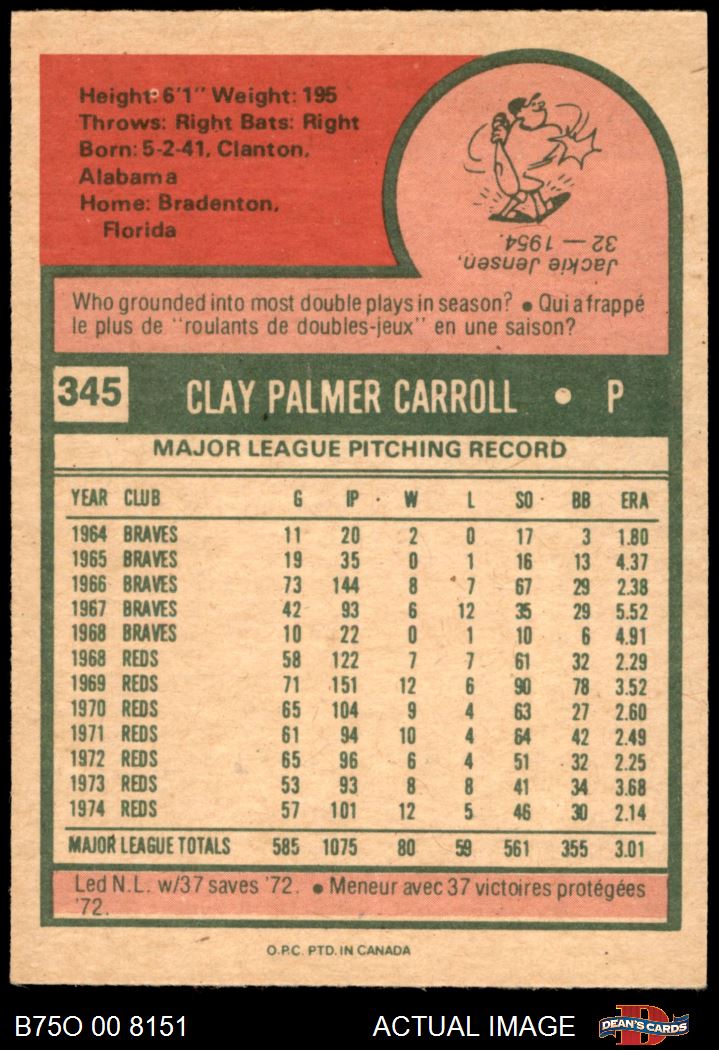 Height: 6'1" Weight: 195
Throws: Right Bats: Right
Born: 5-2-41, Clanton,
Alabama
Home: Bradenton,
Florida
Jackie Jensen,
32 — 1954.
Who grounded into most double plays in season? ● Qui a frappé
le plus de "roulants de doubles-jeux" en une saison?
345 CLAY PALMER CARROLL ● P
MAJOR LEAGUE PITCHING RECORD
YEAR CLUB G IP W L SO BB ERA
1964 BRAVES 11 20 2 0 17 3 1.80
1965 BRAVES 19 35 0 1 16 13 4.37
1966 BRAVES 73 144 8 7 67 29 2.38
1967 BRAVES 42 93 6 12 35 29 5.52
1968 BRAVES 10 22 0 1 10 6 4.91
1968 REDS 58 122 7 7 61 32 2.29
1969 REDS 71 151 12 6 90 78 3.52
1970 REDS 65 104 9 4 63 27 2.60
1971 REDS 61 94 10 4 64 42 2.49
1972 REDS 65 96 6 4 51 32 2.25
1973 REDS 53 93 8 8 41 34 3.68
1974 REDS 57 101 12 5 46 30 2.14
MAJOR LEAGUE TOTALS 585 1075 80 59 561 355 3.01
Led N.L. w/37 saves '72. ● Meneur avec 37 victoires protégées
'72.
O.P.C. PTD. IN CANADA
B75O 00 8151 ACTUAL IMAGE DEAN'S CARDS